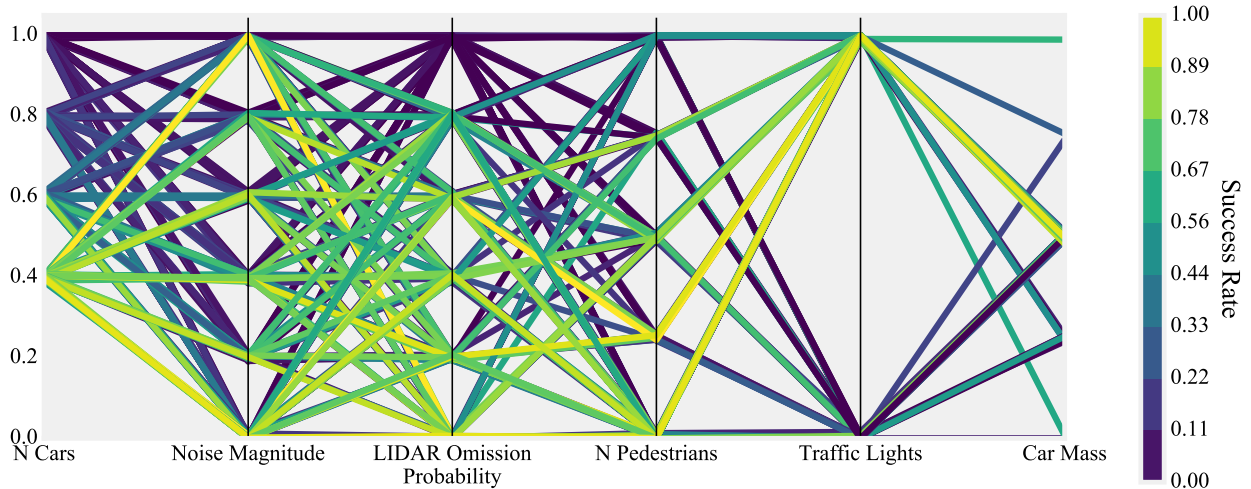 1.0
0.8
0.6
0.4
0.2
0.0
N Cars
Noise Magnitude
LIDAR Omission
Probability
N Pedestrians
Traffic Lights
Car Mass
1.00
0.89
0.78
0.67
0.56
0.44
0.33
0.22
0.11
0.00
Success Rate